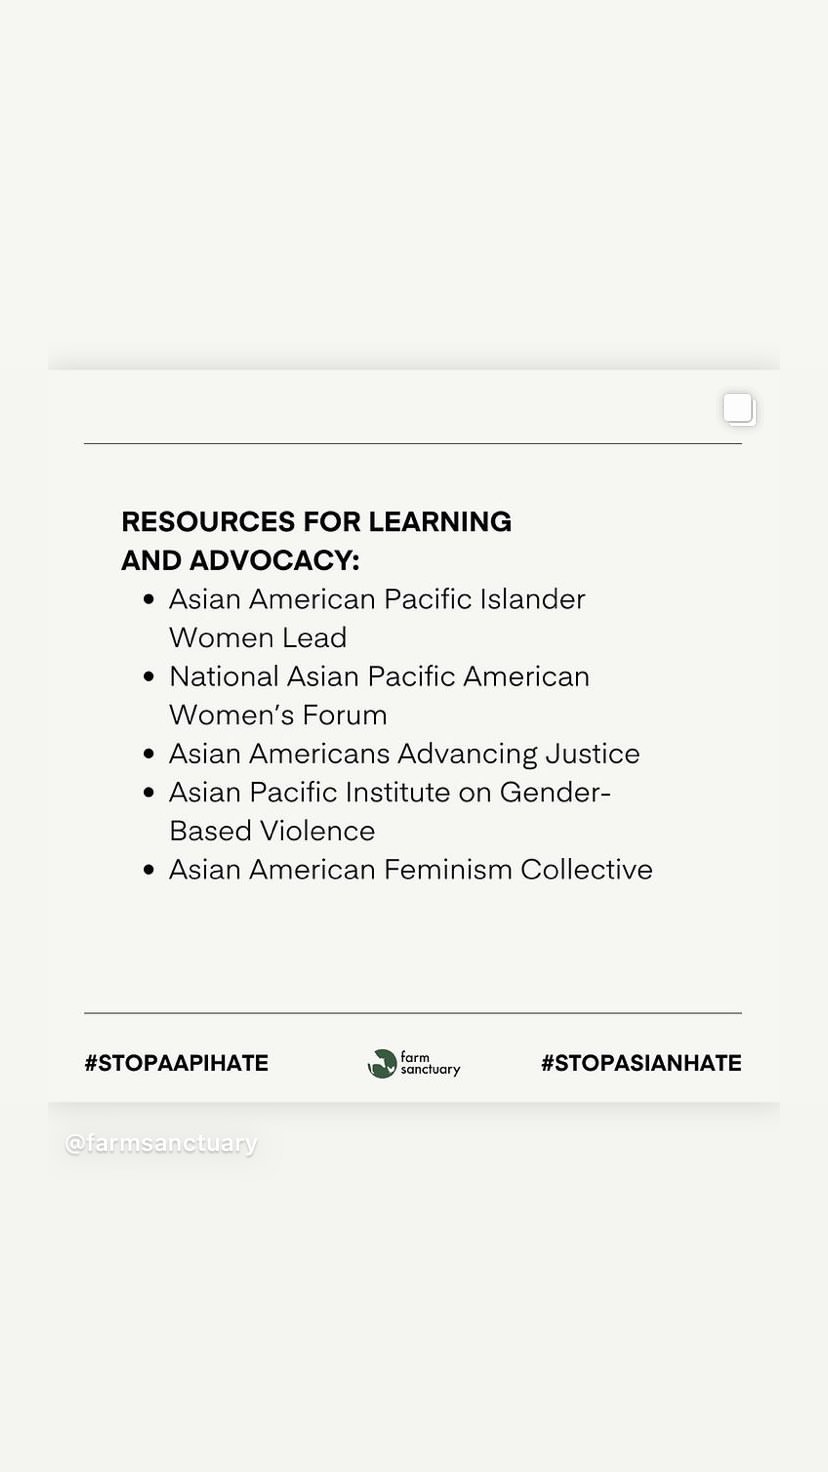 RESOURCES FOR LEARNING
AND ADVOCACY:
• Asian American Pacific Islander
Women Lead
• National Asian Pacific American
Women's Forum
• Asian Americans Advancing Justice
• Asian Pacific Institute on Gender-
Based Violence
• Asian American Feminism Collective
#STOPAAPIHATE
farm
sanctuary
#STOPASIANHATE
@farmsanctuary